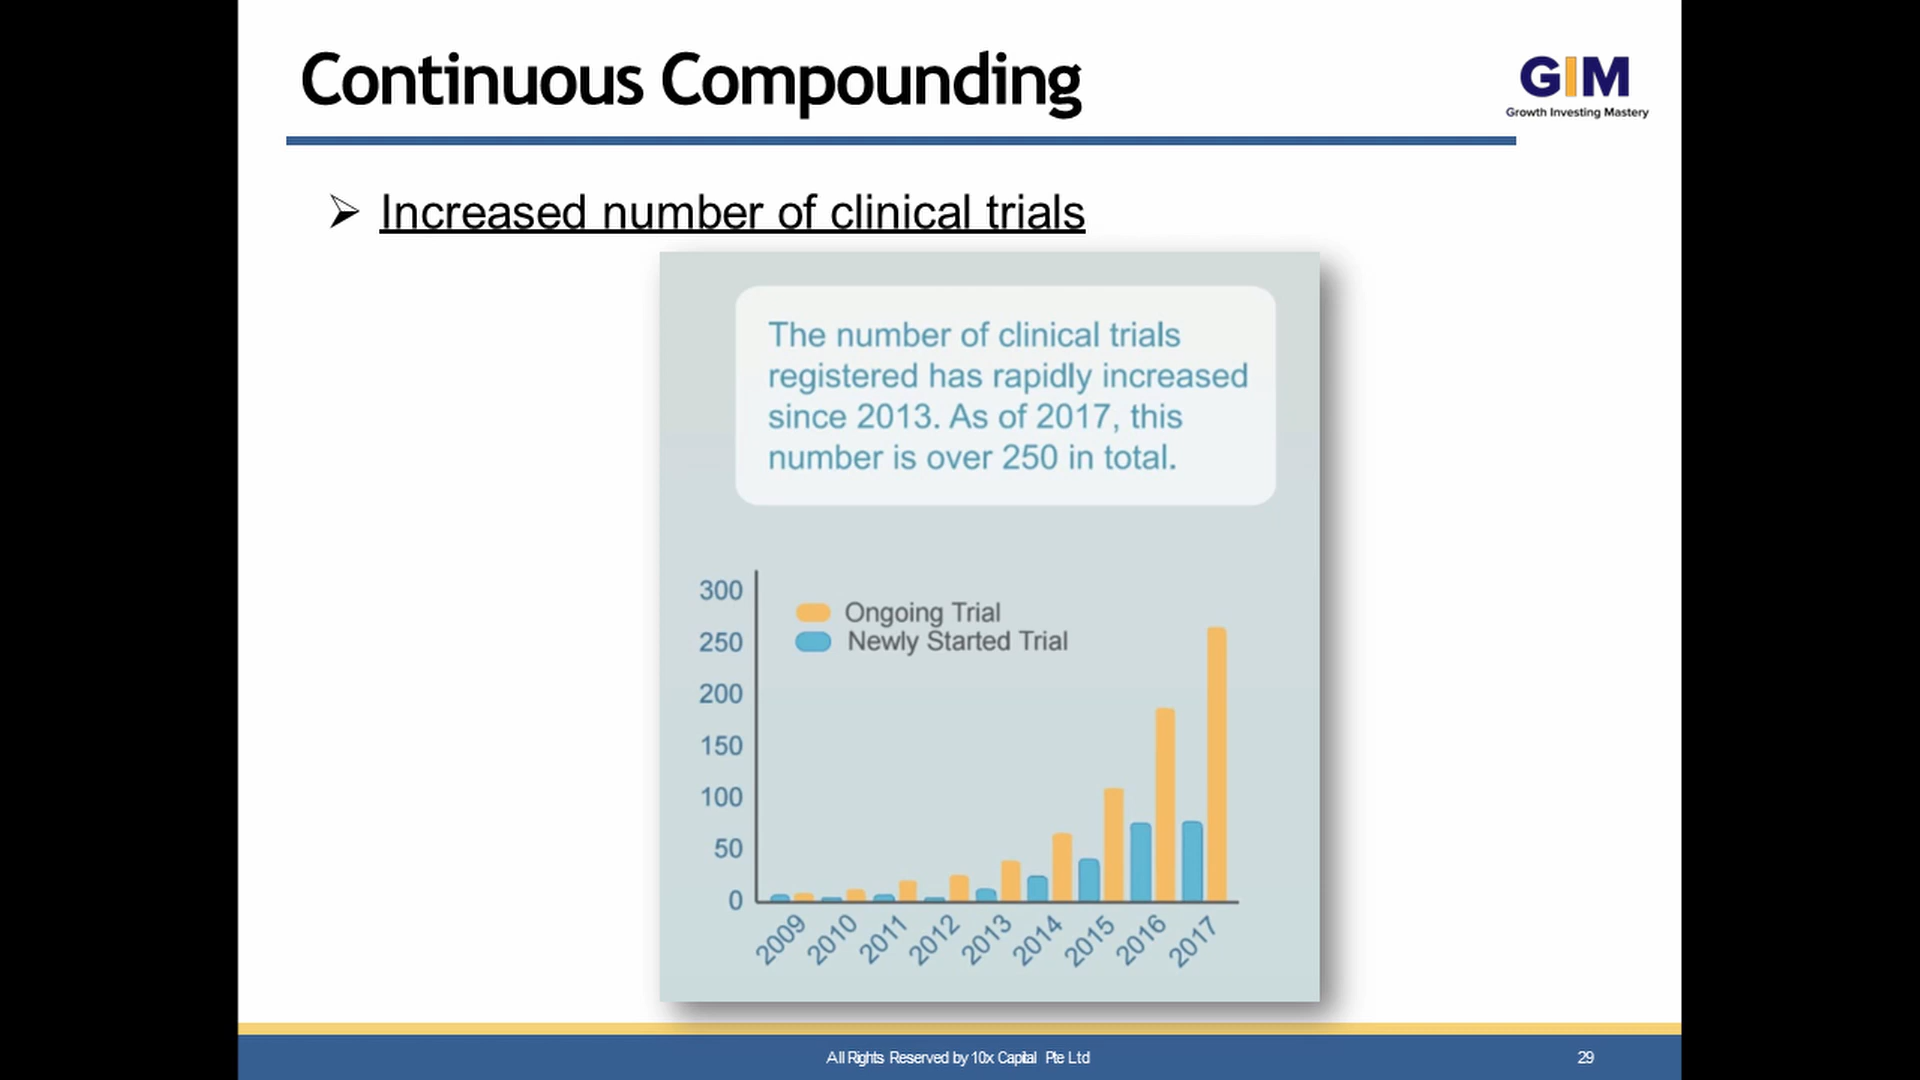 Continuous Compounding
GIM
Growth Investing Mastery
Increased number of clinical trials
The number of clinical trials
registered has rapidly increased
since 2013. As of 2017, this
number is over 250 in total.
300
250
200
150
100
50
0
Ongoing Trial
Newly Started Trial
2009 2010 2011 2012 2013 2014 2015 2016 2017
All Rights Reserved by 10x Capital Pte Ltd
29